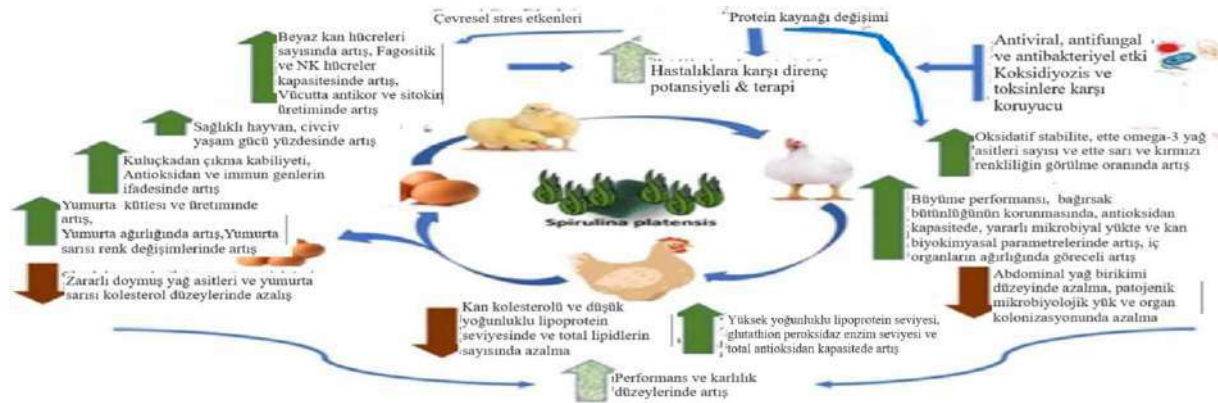 Çevresel stres etkenleri
Protein kaynağı değişimi
Beyaz kan hücreleri
sayısında artış, Fagositik
ve NK hücreler
kapasitesinde artış,
Vücutta antikor ve sitokin
üretiminde artış
Hastalıklara karşı direnç
potansiyeli & terapi
Antiviral, antifungal
ve antibakteriyel etki
Koksidiyozis ve
toksinlere karşı
koruyucu
Sağlıklı hayvan, civciv
yaşam gücü yüzdesinde artış
Kuluçkadan çıkma kabiliyeti,
Antioksidan ve immun genlerin
ifadesinde artış
Yumurta kütlesi ve üretiminde
artış,
Yumurta ağırlığında artış,Yumurta
sarısı renk değişimlerinde artış
Zararlı doymuş yağ asitleri ve yumurta
sarısı kolesterol düzeylerinde azalış
Spirulina platensis
Oksidatif stabilite, ette omega-3 yağ
asitleri sayısı ve ette sarı ve kırmızı
renkliliğin görülme oranında artış
Büyüme performansı, bağırsak
bütünlüğünün korunmasında, antioksidan
kapasitede, yararlı mikrobiyal yükte ve kan
biyokimyasal parametrelerinde artış, iç
organların ağırlığında göreceli artış
Abdominal yağ birikimi
düzeyinde azalma, patojenik
mikrobiyolojik yük ve organ
kolonizasyonunda azalma
Kan kolesterolü ve düşük
yoğunluklu lipoprotein
seviyesinde ve total lipidlerin
sayısında azalma
Yüksek yoğunluklu lipoprotein seviyesi,
glutathion peroksidaz enzim seviyesi ve
total antioksidan kapasitede artış
Performans ve karlılık
düzeylerinde artış